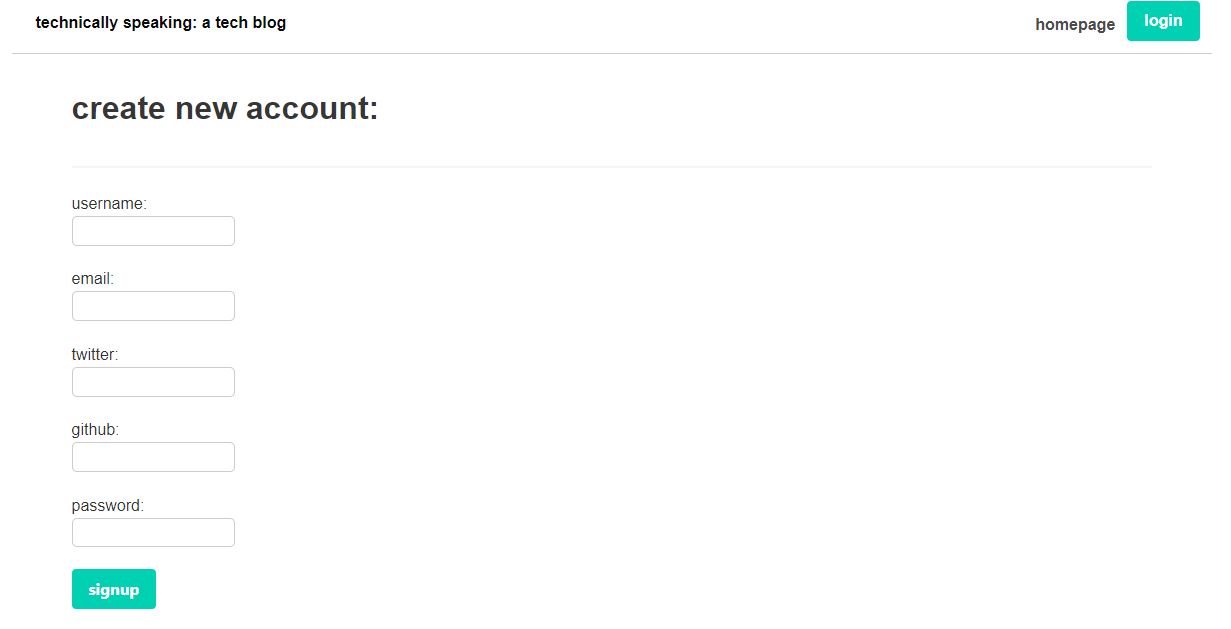 technically speaking: a tech blog
homepage
login
create new account:
username:
email:
twitter:
github:
password:
signup